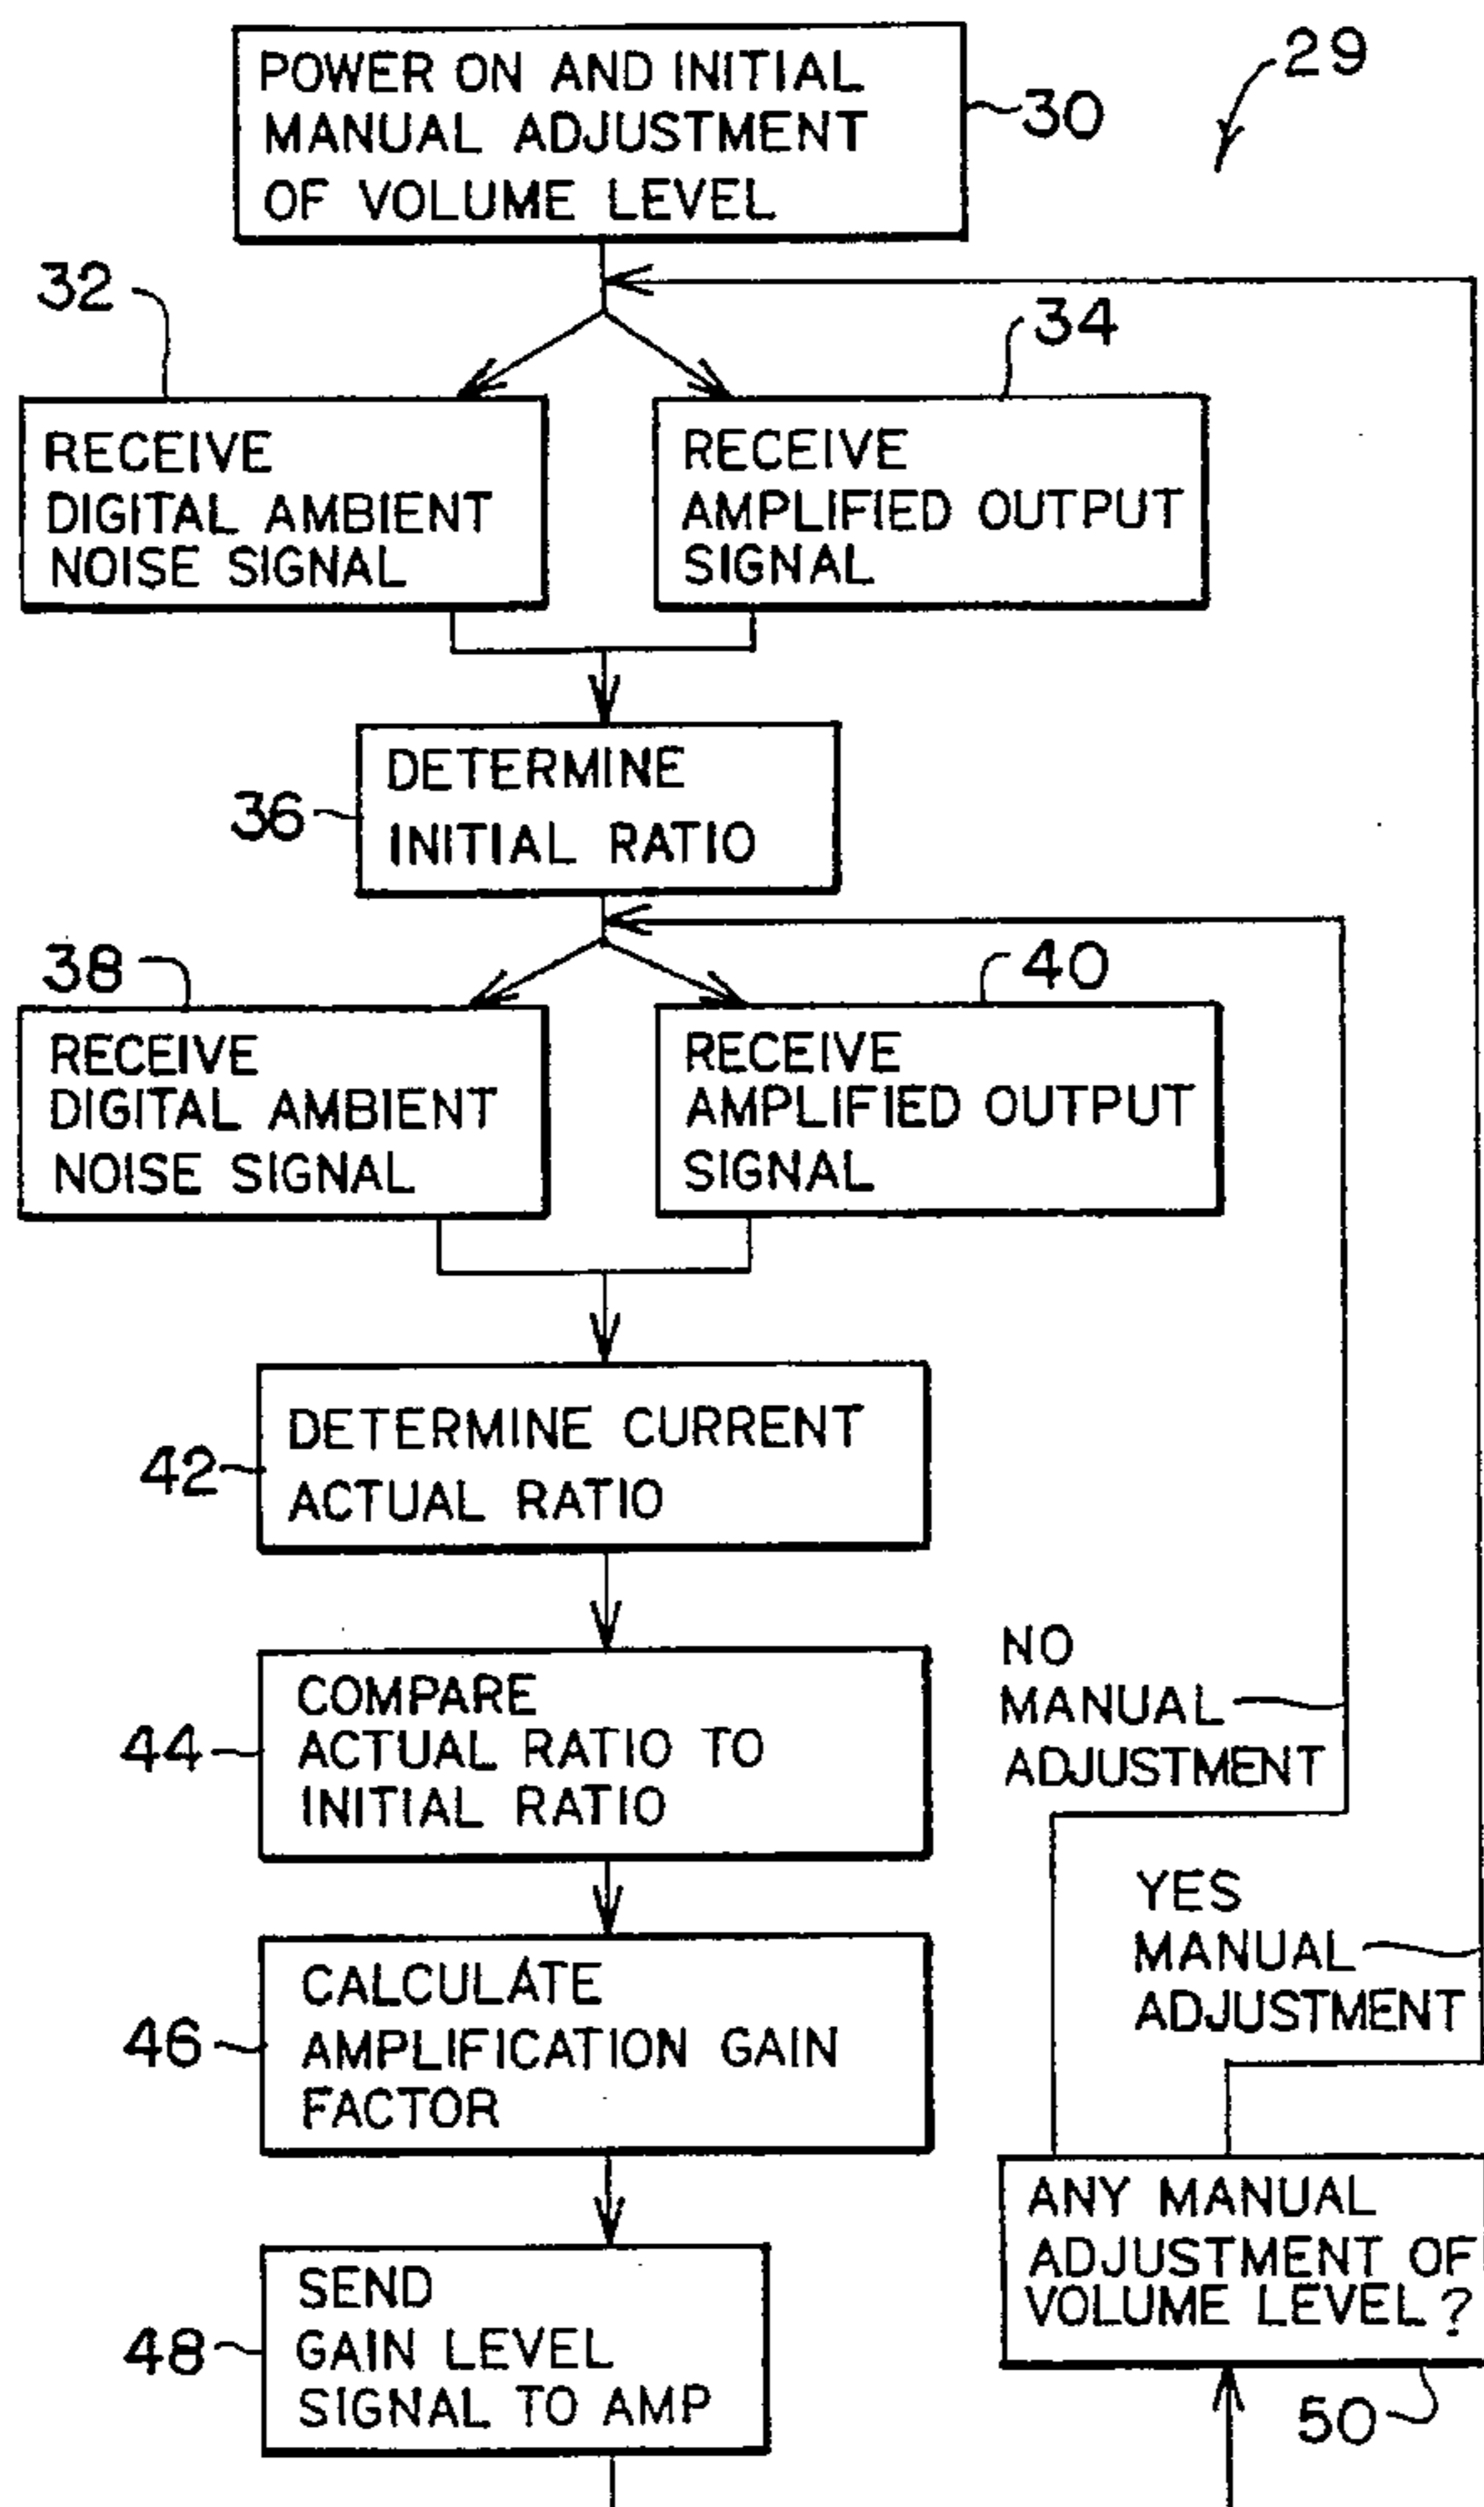 POWER ON AND INITIAL
MANUAL ADJUSTMENT
OF VOLUME LEVEL
30
29
32
34
RECEIVE
DIGITAL AMBIENT
NOISE SIGNAL
RECEIVE
AMPLIFIED OUTPUT
SIGNAL
36
DETERMINE
INITIAL RATIO
38
40
RECEIVE
DIGITAL AMBIENT
NOISE SIGNAL
RECEIVE
AMPLIFIED OUTPUT
SIGNAL
42
DETERMINE CURRENT
ACTUAL RATIO
44
COMPARE
ACTUAL RATIO TO
INITIAL RATIO
NO
MANUAL
ADJUSTMENT
YES
MANUAL
ADJUSTMENT
46
CALCULATE
AMPLIFICATION GAIN
FACTOR
48
SEND
GAIN LEVEL
SIGNAL TO AMP
ANY MANUAL
ADJUSTMENT OF
VOLUME LEVEL?
50